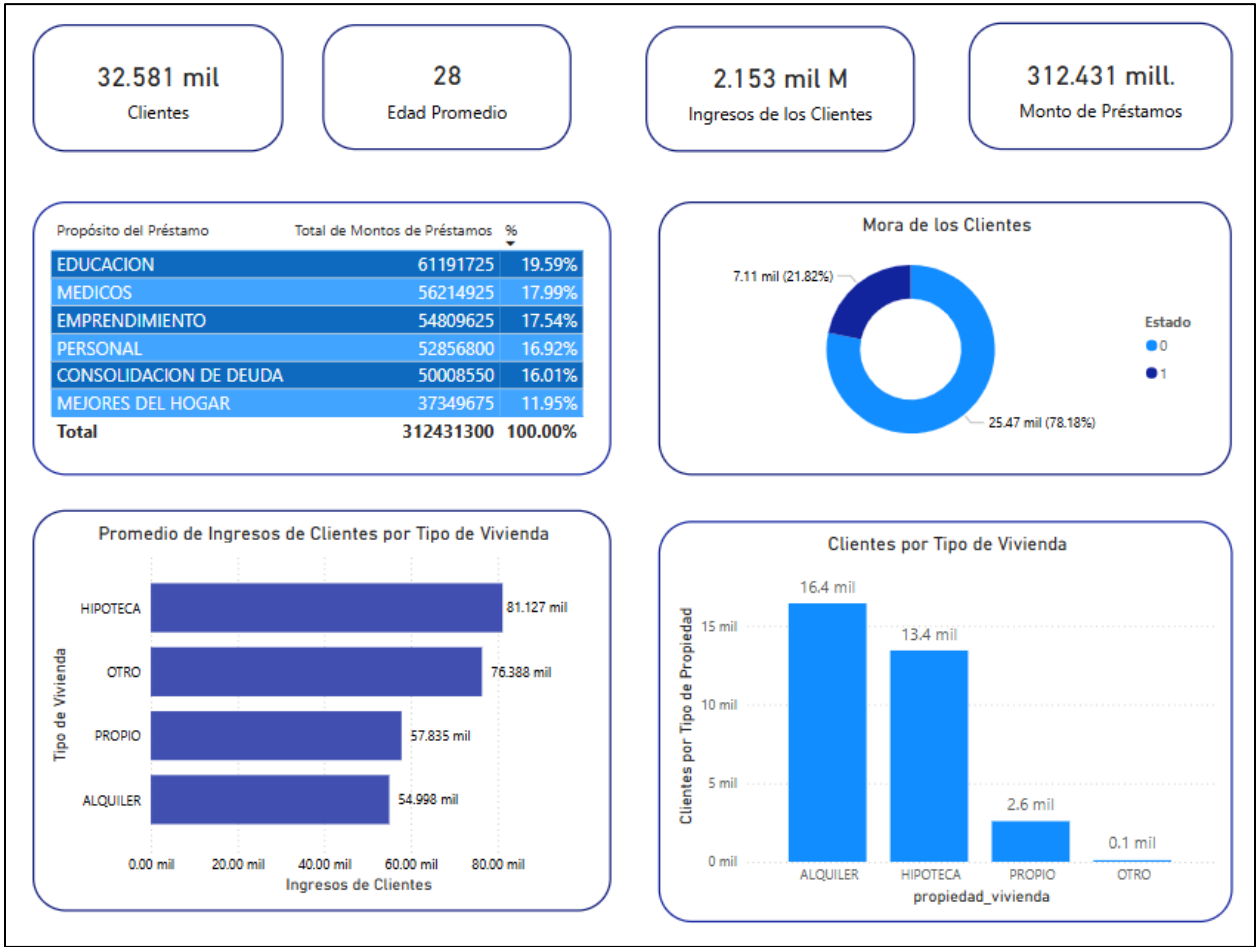 32.581 mil
Clientes
28
Edad Promedio
2.153 mil M
Ingresos de los Clientes
312.431 mill.
Monto de Préstamos
Propósito del Préstamo Total de Montos de Préstamos %
EDUCACION 61191725 19.59%
MEDICOS 56214925 17.99%
EMPRENDIMIENTO 54809625 17.54%
PERSONAL 52856800 16.92%
CONSOLIDACION DE DEUDA 50008550 16.01%
MEJORES DEL HOGAR 37349675 11.95%
Total 312431300 100.00%
Mora de los Clientes
7.11 mil (21.82%)
25.47 mil (78.18%)
Estado
0
1
Promedio de Ingresos de Clientes por Tipo de Vivienda
Tipo de Vivienda
HIPOTECA 81.127 mil
OTRO 76.388 mil
PROPIO 57.835 mil
ALQUILER 54.998 mil
0.00 mil 20.00 mil 40.00 mil 60.00 mil 80.00 mil
Ingresos de Clientes
Clientes por Tipo de Vivienda
Clientes por Tipo de Propiedad
16.4 mil
15 mil
13.4 mil
10 mil
5 mil
2.6 mil
0.1 mil
0 mil
ALQUILER HIPOTECA PROPIO OTRO
propiedad_vivienda